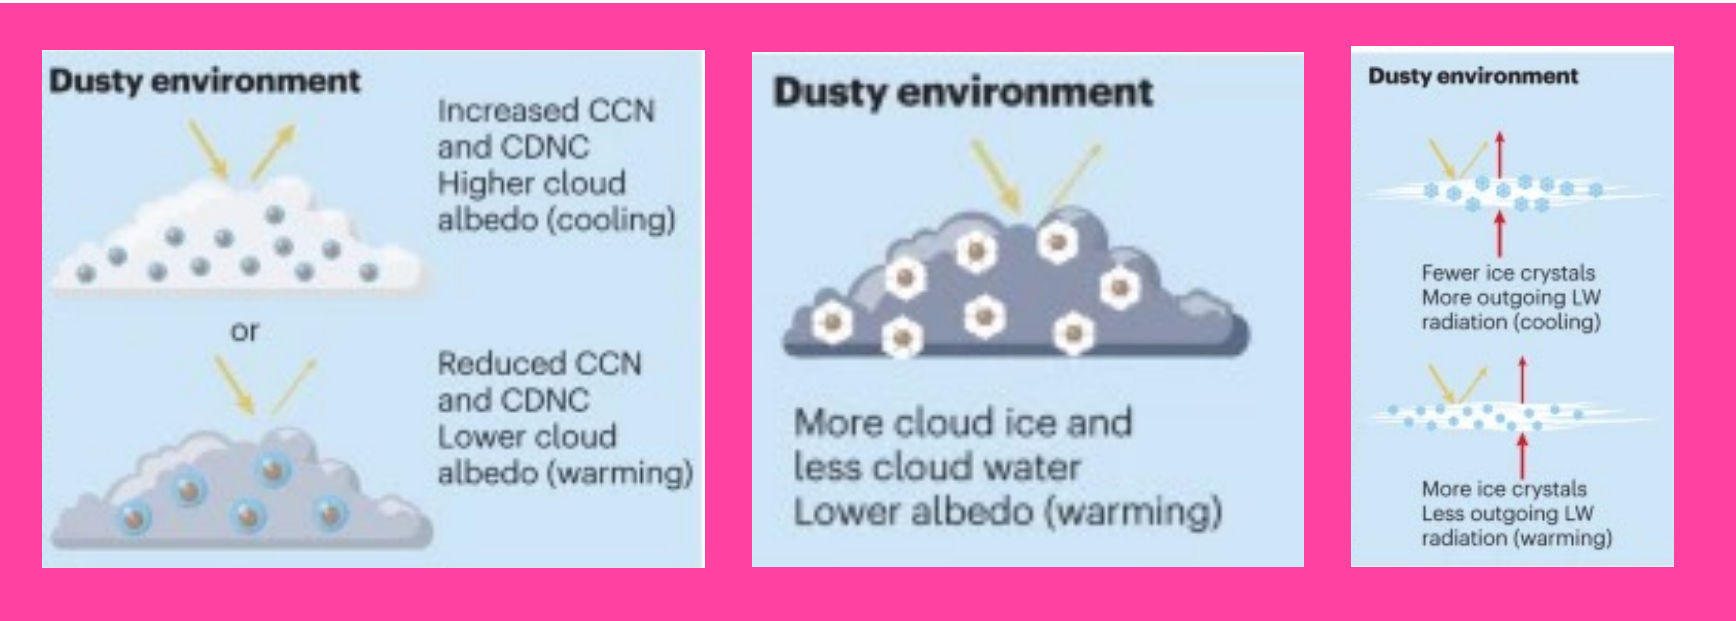 Dusty environment
Increased CCN
and CDNC
Higher cloud
albedo (cooling)
or
Reduced CCN
and CDNC
Lower cloud
albedo (warming)
Dusty environment
More cloud ice and
less cloud water
Lower albedo (warming)
Dusty environment
Fewer ice crystals
More outgoing LW
radiation (cooling)
More ice crystals
Less outgoing LW
radiation (warming)